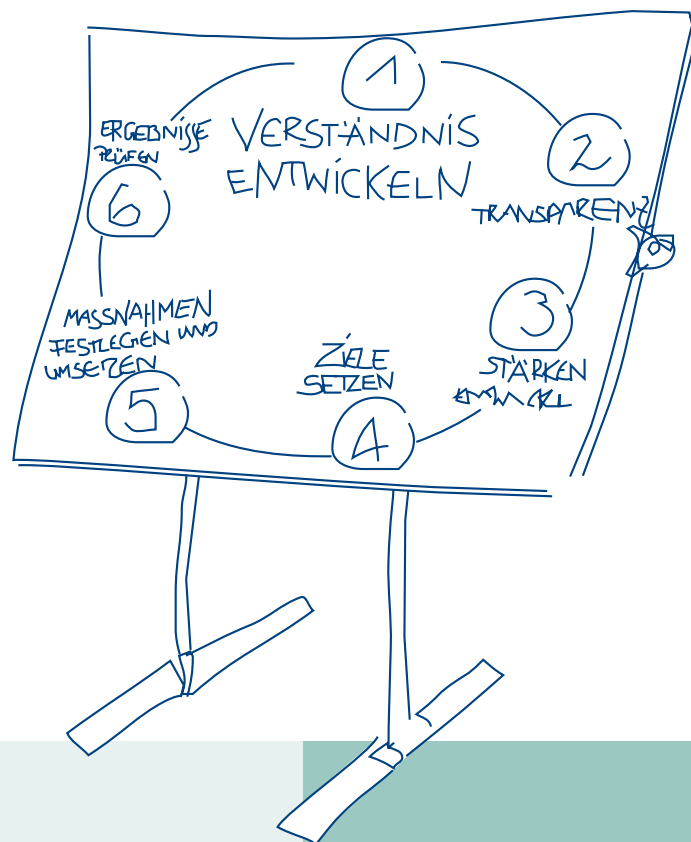 1
VERSTÄNDNIS
ENTWICKELN
2
TRANSPARENZ
3
STÄRKEN
4
ZIELE
SETZEN
5
MASSNAHMEN
FESTLEGEN UND
UMSETZEN
6
ERGEBNISSE
PRÜFEN